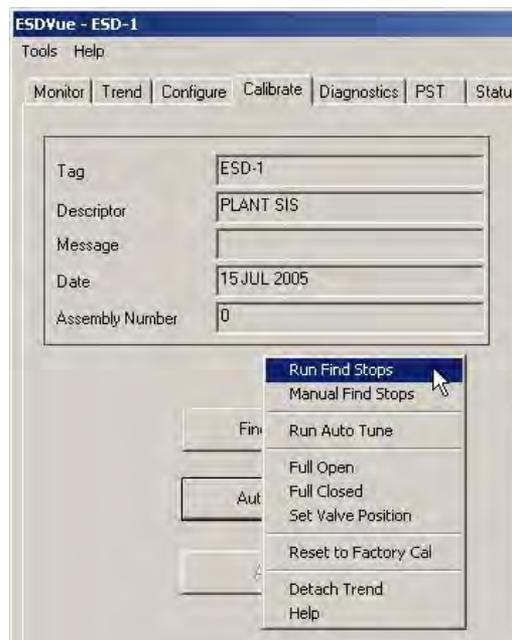 ESDVue - ESD-1
Tools Help
Monitor Trend Configure Calibrate Diagnostics PST Statu
Tag ESD-1
Descriptor PLANT SIS
Message
Date 15 JUL 2005
Assembly Number 0
Run Find Stops
Manual Find Stops
Fin
Run Auto Tune
Full Open
Full Closed
Aut
Set Valve Position
Reset to Factory Cal
Detach Trend
Help